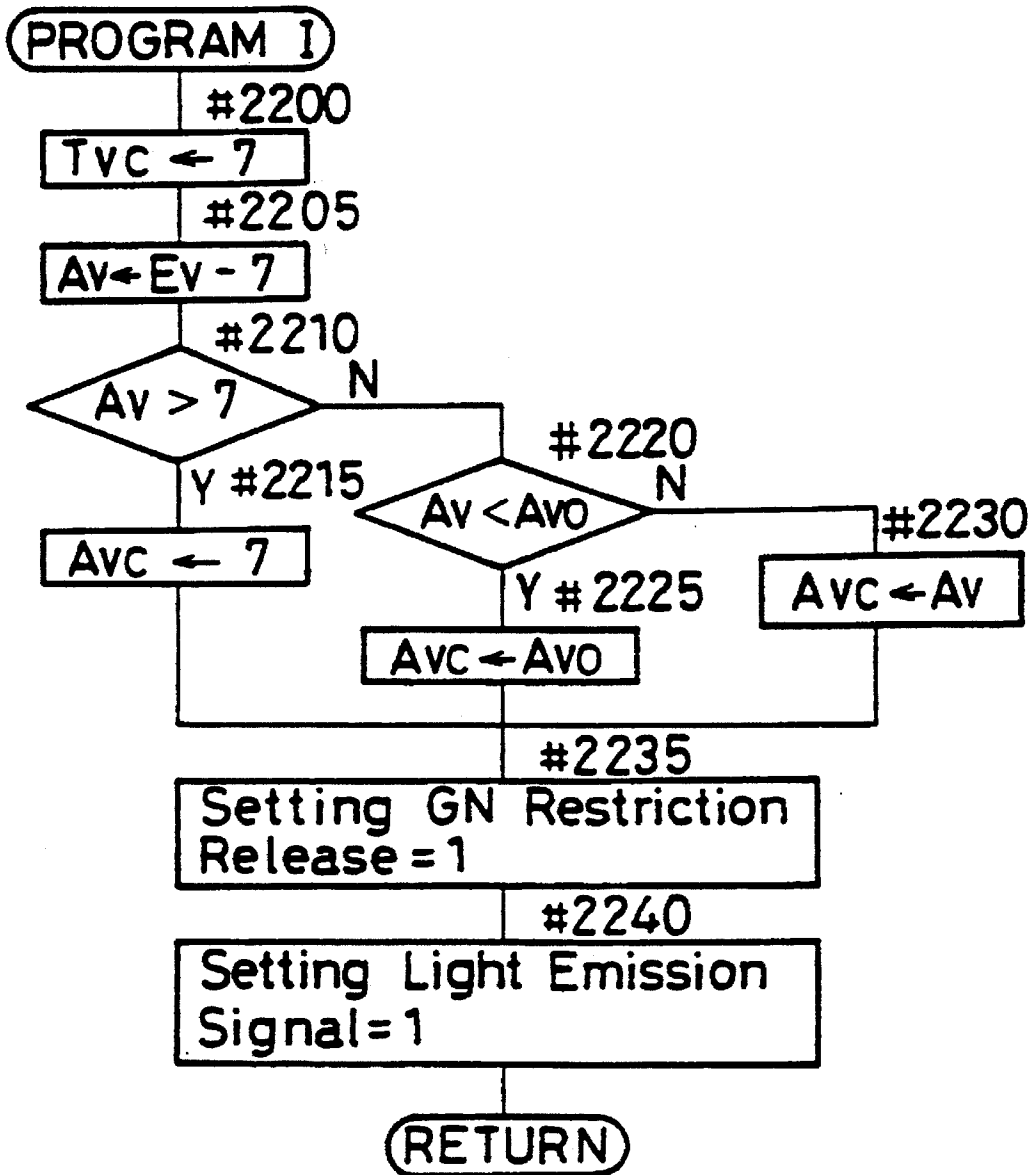 PROGRAM I
#2200
Tvc ← 7
#2205
Av ← Ev - 7
#2210
Av > 7
N
#2220
Y #2215
Av < Avo
N
#2230
Avc ← 7
Y #2225
Avc ← Av
Avc ← Avo
#2235
Setting GN Restriction
Release = 1
#2240
Setting Light Emission
Signal = 1
RETURN